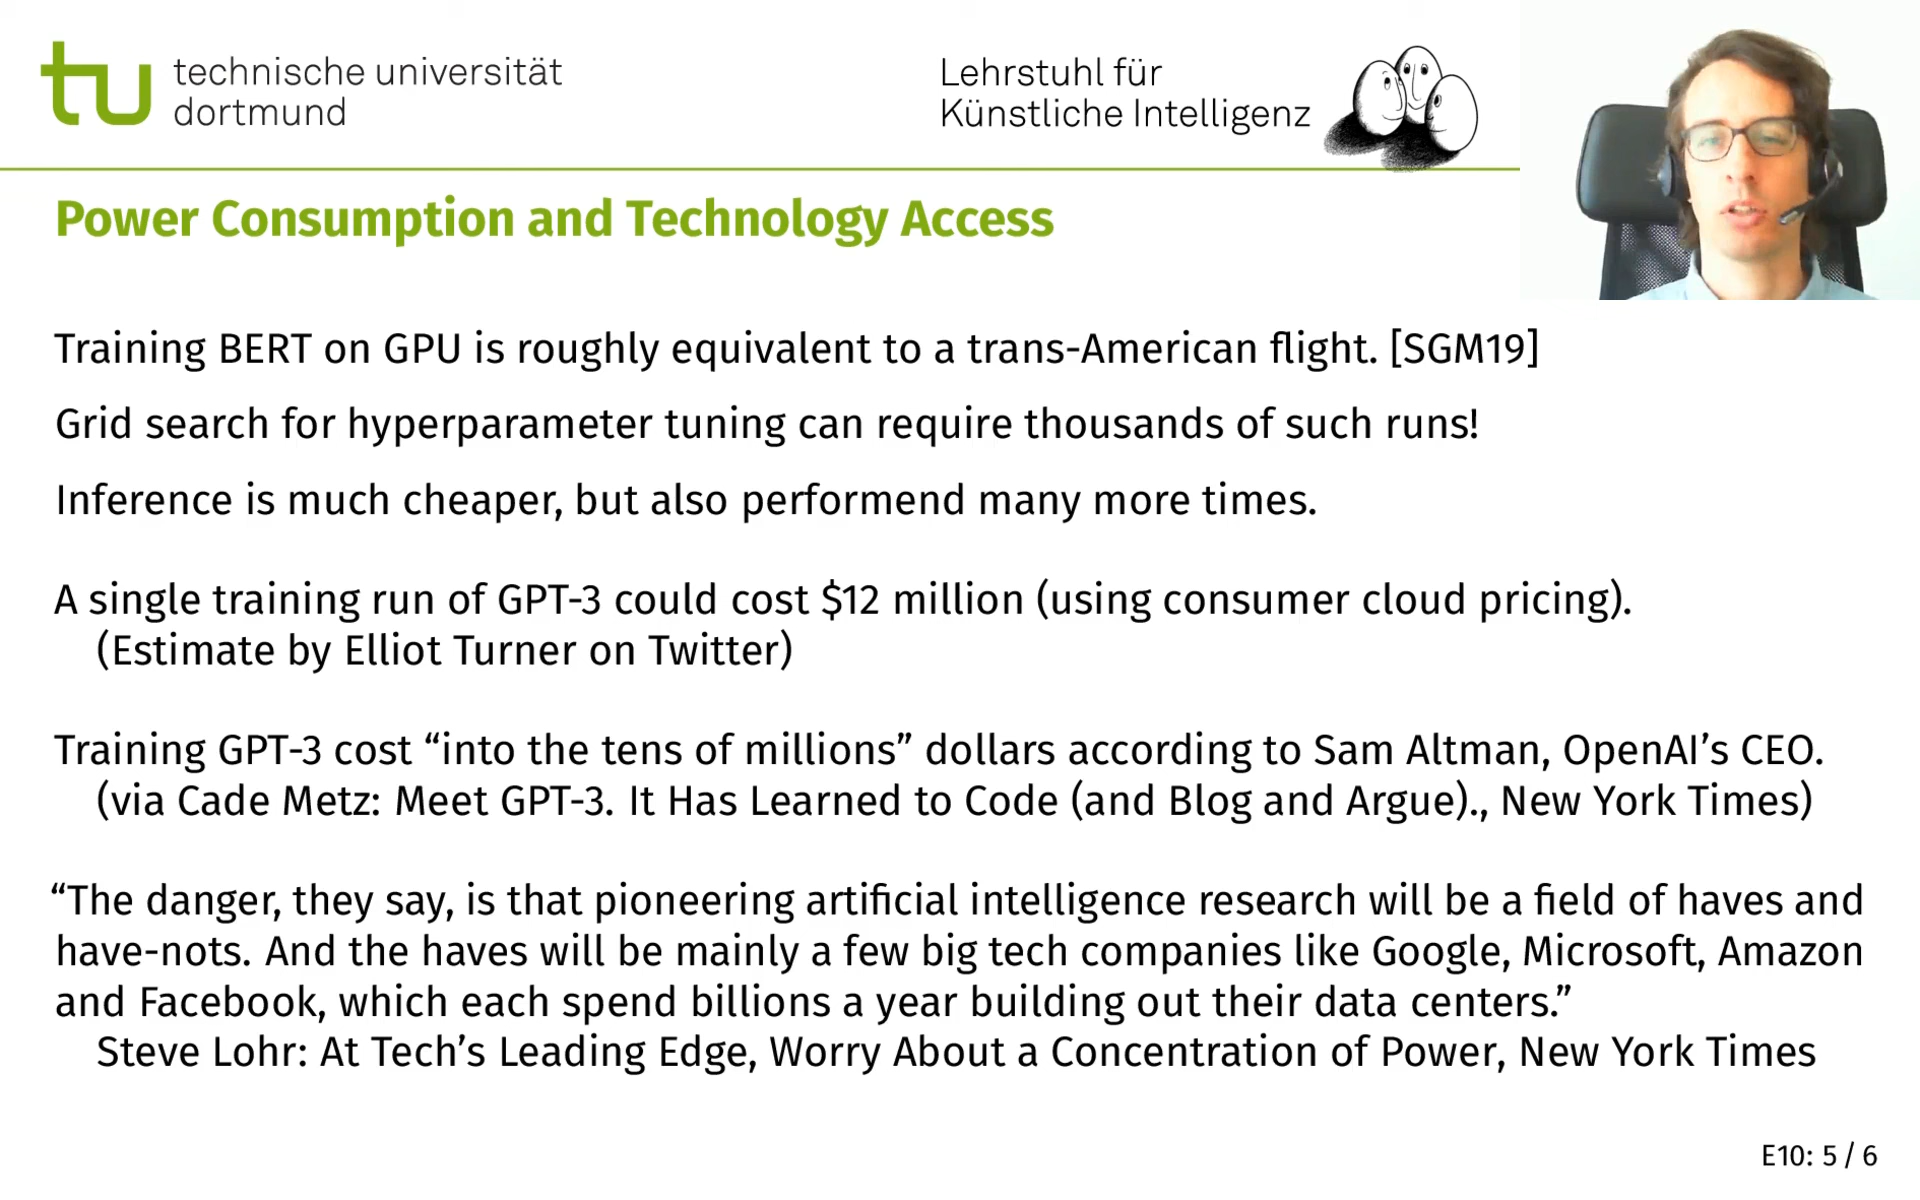 technische universität
dortmund
Lehrstuhl für
Künstliche Intelligenz
Power Consumption and Technology Access
Training BERT on GPU is roughly equivalent to a trans-American flight. [SGM19]
Grid search for hyperparameter tuning can require thousands of such runs!
Inference is much cheaper, but also performend many more times.
A single training run of GPT-3 could cost $12 million (using consumer cloud pricing).
(Estimate by Elliot Turner on Twitter)
Training GPT-3 cost “into the tens of millions” dollars according to Sam Altman, OpenAI’s CEO.
(via Cade Metz: Meet GPT-3. It Has Learned to Code (and Blog and Argue)., New York Times)
“The danger, they say, is that pioneering artificial intelligence research will be a field of haves and
have-nots. And the haves will be mainly a few big tech companies like Google, Microsoft, Amazon
and Facebook, which each spend billions a year building out their data centers.”
Steve Lohr: At Tech’s Leading Edge, Worry About a Concentration of Power, New York Times
E10: 5 / 6